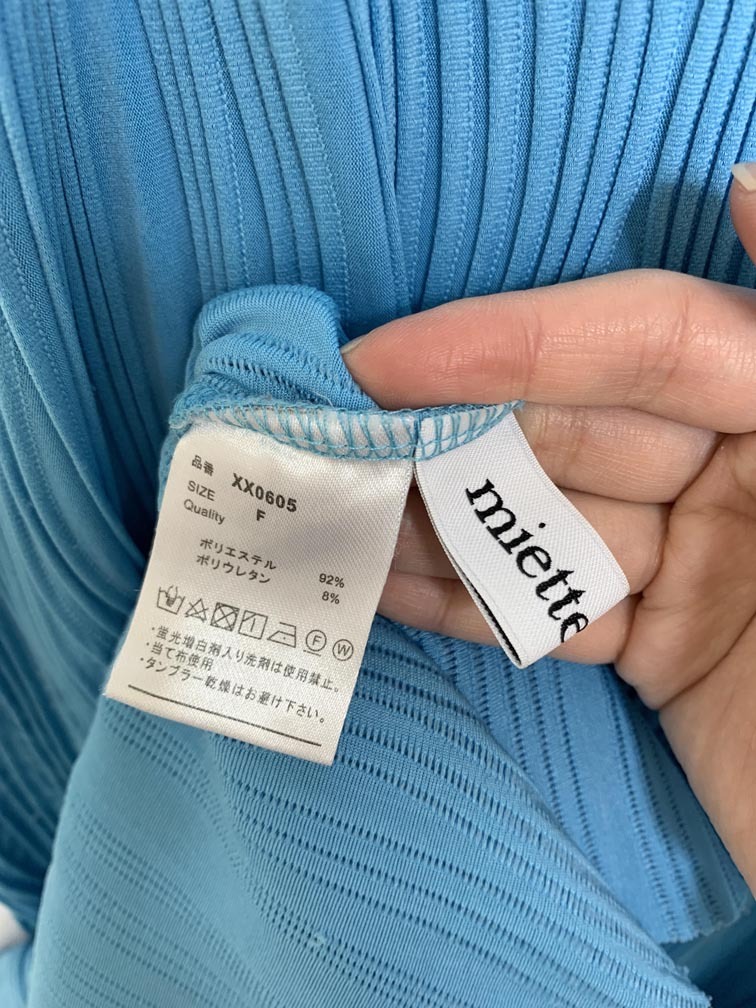 品番 XX0605
SIZE F
Quality
ポリエステル 92%
ポリウレタン 8%
Ⓕ Ⓦ
・蛍光増白剤入り洗剤は使用禁止。
・当て布使用
・タンブラー乾燥はお避け下さい。
miette